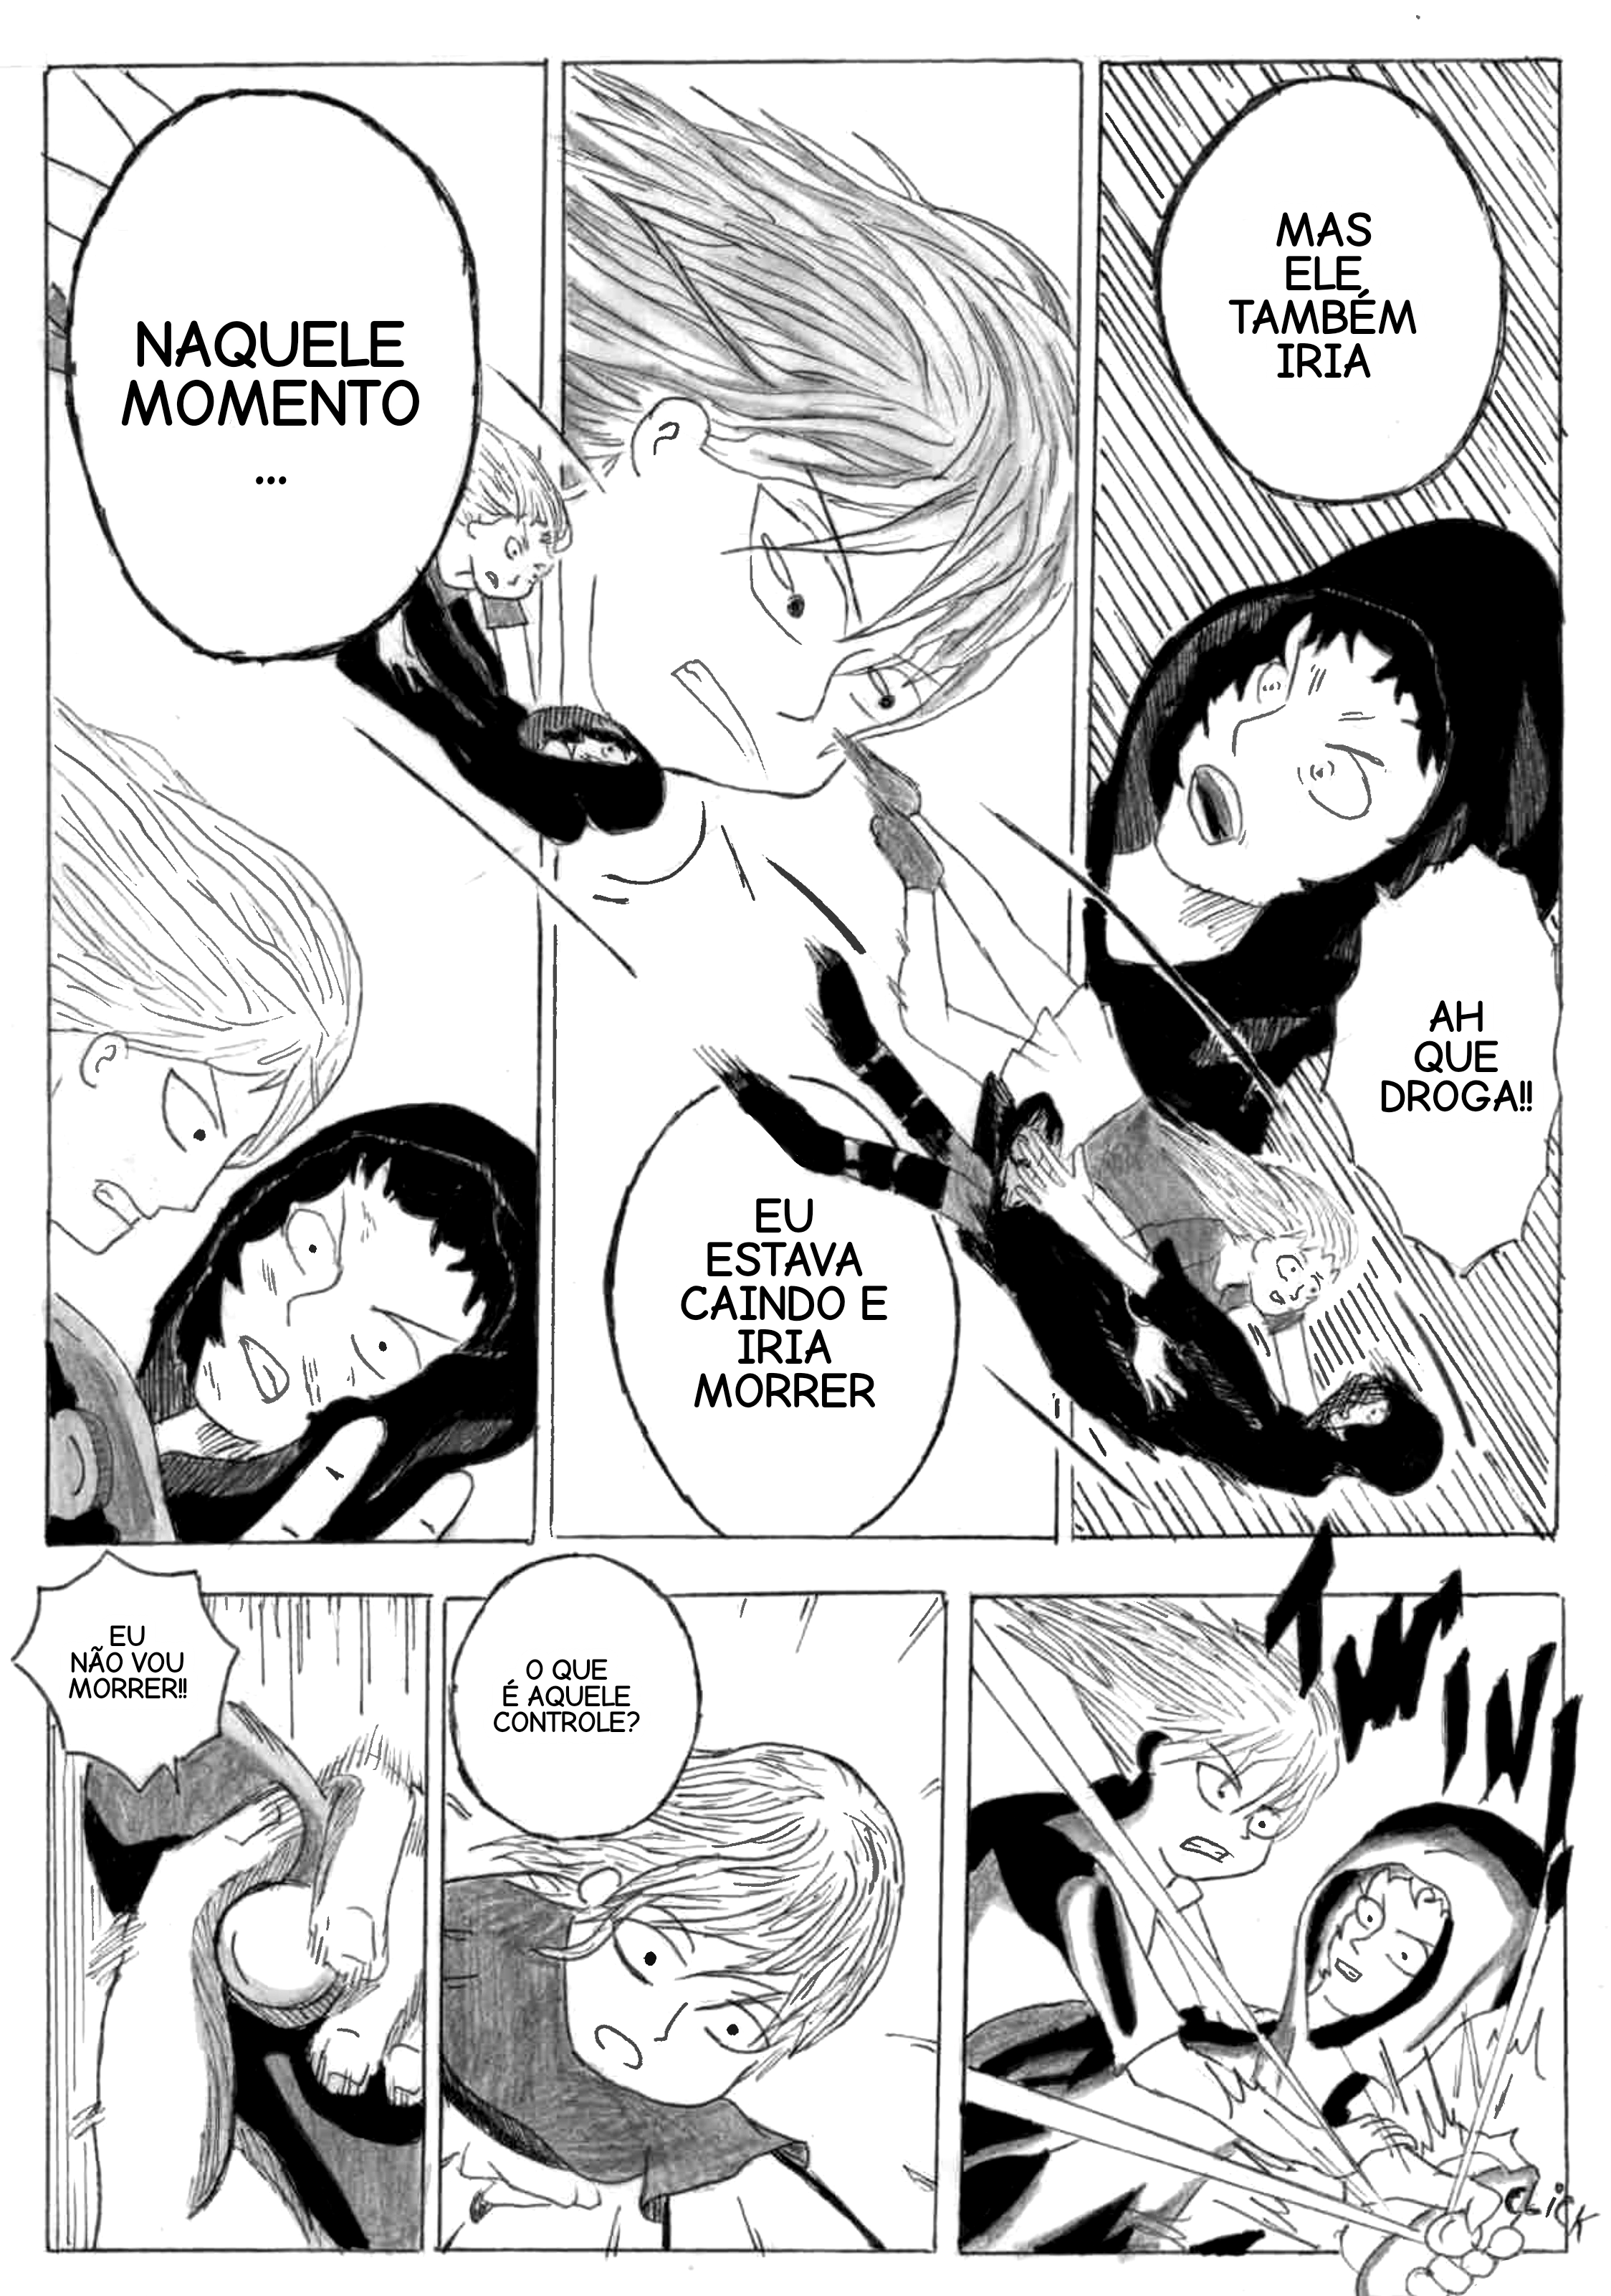 NAQUELE
MOMENTO
...
EU
ESTAVA
CAINDO E
IRIA
MORRER
MAS
ELE
TAMBÉM
IRIA
AH
QUE
DROGA!!
EU
NÃO VOU
MORRER!!
O QUE
É AQUELE
CONTROLE?
TWIN!
CLICK